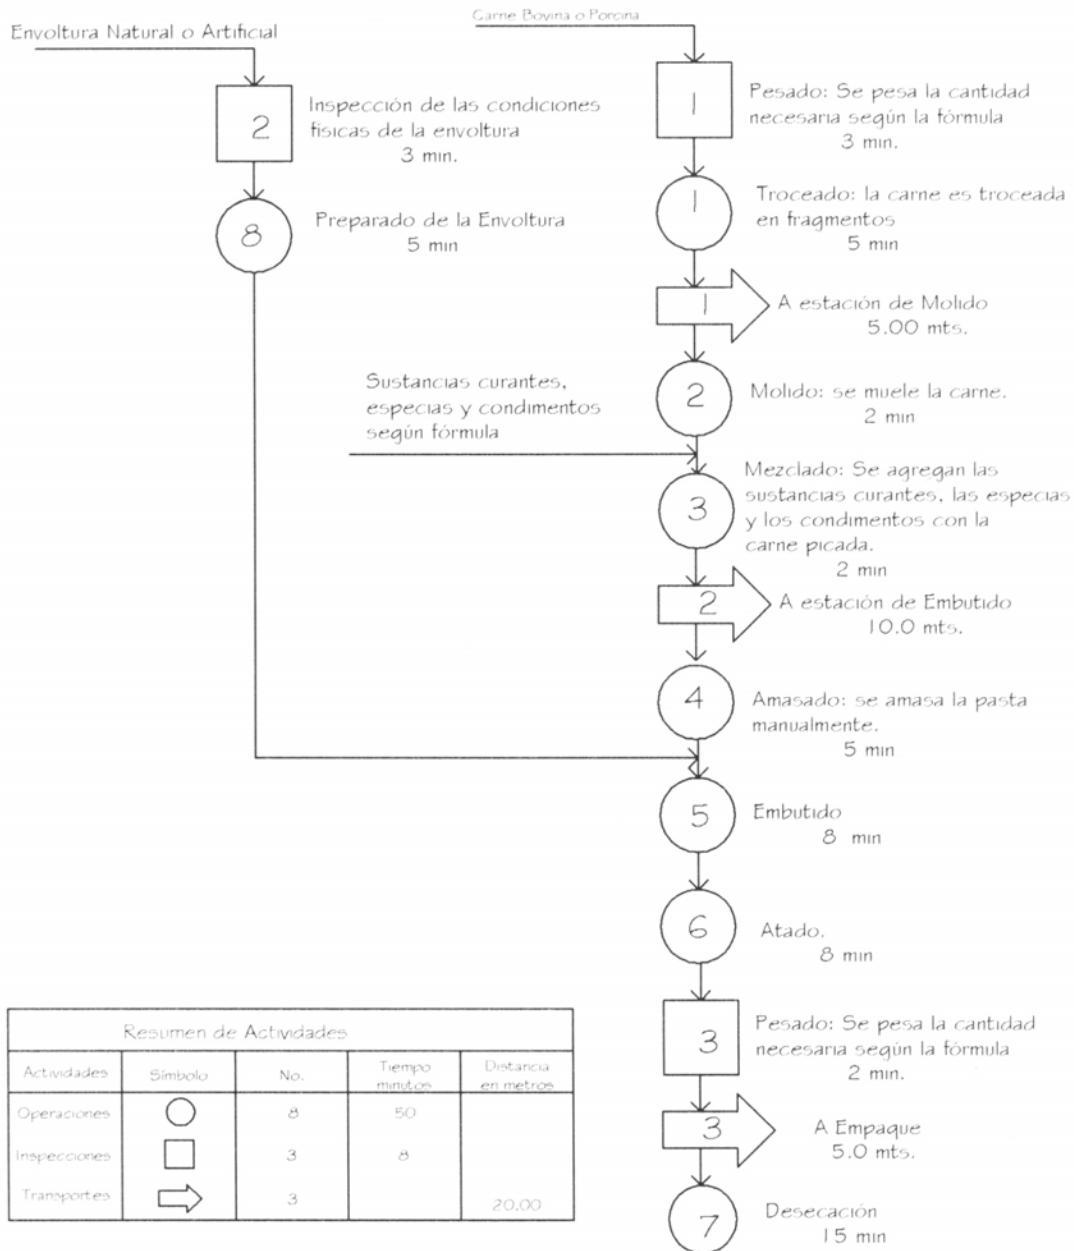 Carne Bovina o Porcina
Envoltura Natural o Artificial
2
Inspección de las condiciones
físicas de la envoltura
3 min.
8
Preparado de la Envoltura
5 min
1
Pesado: Se pesa la cantidad
necesaria según la fórmula
3 min.
1
Troceado: la carne es troceada
en fragmentos
5 min
1
A estación de Molido
5.00 mts.
2
Molido: se muele la carne.
2 min
Sustancias curantes,
especias y condimentos
según fórmula
3
Mezclado: Se agregan las
sustancias curantes, las especias
y los condimentos con la
carne picada.
2 min
2
A estación de Embutido
10.0 mts.
4
Amasado: se amasa la pasta
manualmente.
5 min
5
Embutido
8 min
6
Atado.
8 min
3
Pesado: Se pesa la cantidad
necesaria según la fórmula
2 min.
3
A Empaque
5.0 mts.
7
Desecación
15 min
Resumen de Actividades
Actividades Símbolo No. Tiempo minutos Distancia en metros
Operaciones 8 50
Inspecciones 3 8
Transportes 3 20.00